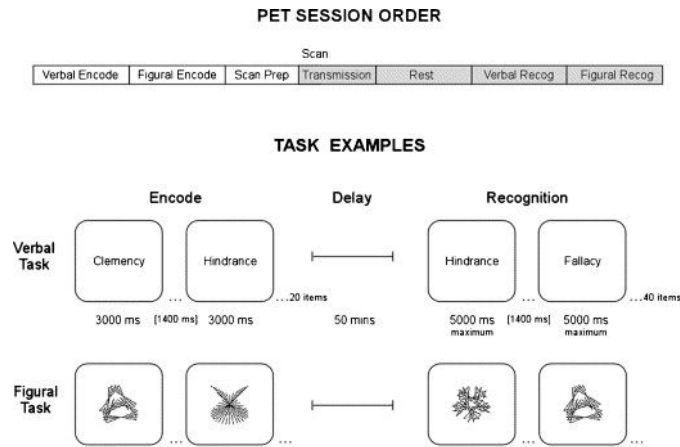 PET SESSION ORDER
Scan
Verbal Encode Figural Encode Scan Prep Transmission Rest Verbal Recog Figural Recog
TASK EXAMPLES
Encode Delay Recognition
Verbal Task
Clemency Hindrance Hindrance Fallacy
... ...20 items ... ...40 items
3000 ms [1400 ms] 3000 ms 50 mins 5000 ms maximum [1400 ms] 5000 ms maximum
Figural Task
... ... ... ...